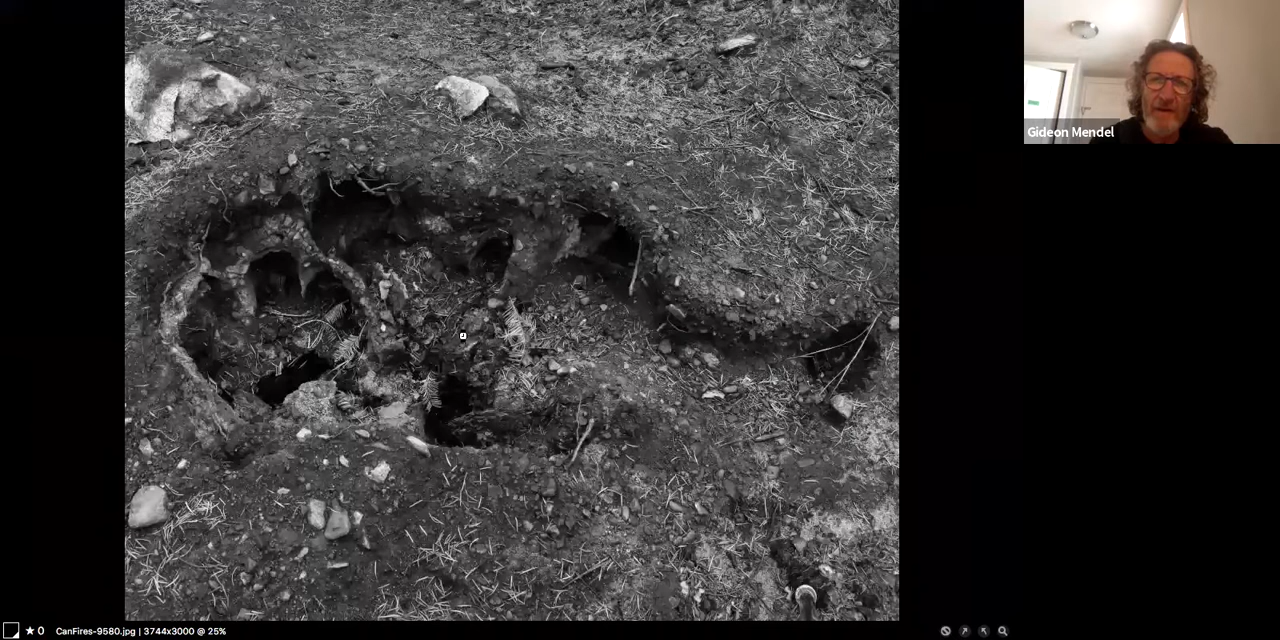 Gideon Mendel
★ 0 CanFires-9580.jpg | 3744x3000 @ 25%